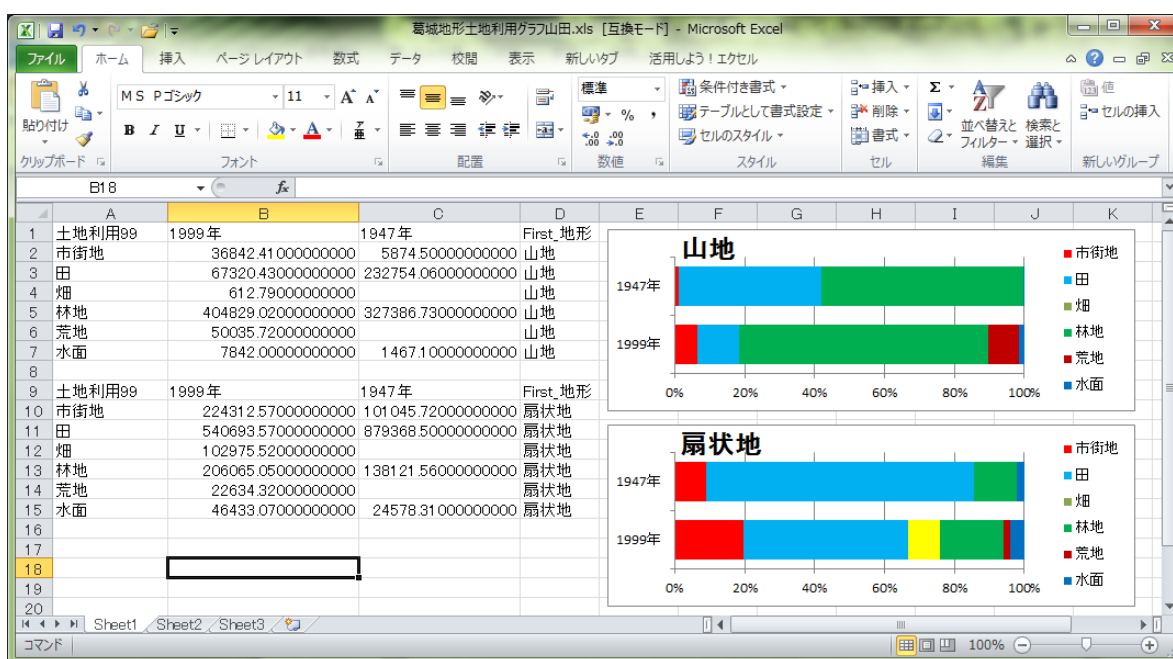 葛城地形土地利用グラフ山田.xls [互換モード] - Microsoft Excel
ファイル ホーム 挿入 ページ レイアウト 数式 データ 校閲 表示 新しいタブ 活用しよう！エクセル
貼り付け
MS Pゴシック 11 A A
B I U A 亜
標準
% ,
.0 .00
.00 .0
条件付き書式
テーブルとして書式設定
セルのスタイル
挿入
削除
書式
Σ
並べ替えと
フィルター
検索と
選択
値
セルの挿入
クリップボード フォント 配置 数値 スタイル セル 編集 新しいグループ
B18 fx
A B C D E F G H I J K
1 土地利用99 1999年 1947年 First_地形
2 市街地 36842.41000000000 5874.50000000000 山地
3 田 67320.43000000000 232754.06000000000 山地
4 畑 612.79000000000 山地
5 林地 404829.02000000000 327386.73000000000 山地
6 荒地 50035.72000000000 山地
7 水面 7842.00000000000 1467.10000000000 山地
8
9 土地利用99 1999年 1947年 First_地形
10 市街地 224312.57000000000 101045.72000000000 扇状地
11 田 540693.57000000000 879368.50000000000 扇状地
12 畑 102975.52000000000 扇状地
13 林地 206065.05000000000 138121.56000000000 扇状地
14 荒地 22634.32000000000 扇状地
15 水面 46433.07000000000 24578.31000000000 扇状地
16
17
18
19
20
山地
1947年
1999年
0% 20% 40% 60% 80% 100%
市街地
田
畑
林地
荒地
水面
扇状地
1947年
1999年
0% 20% 40% 60% 80% 100%
市街地
田
畑
林地
荒地
水面
Sheet1 Sheet2 Sheet3
コマンド 100%